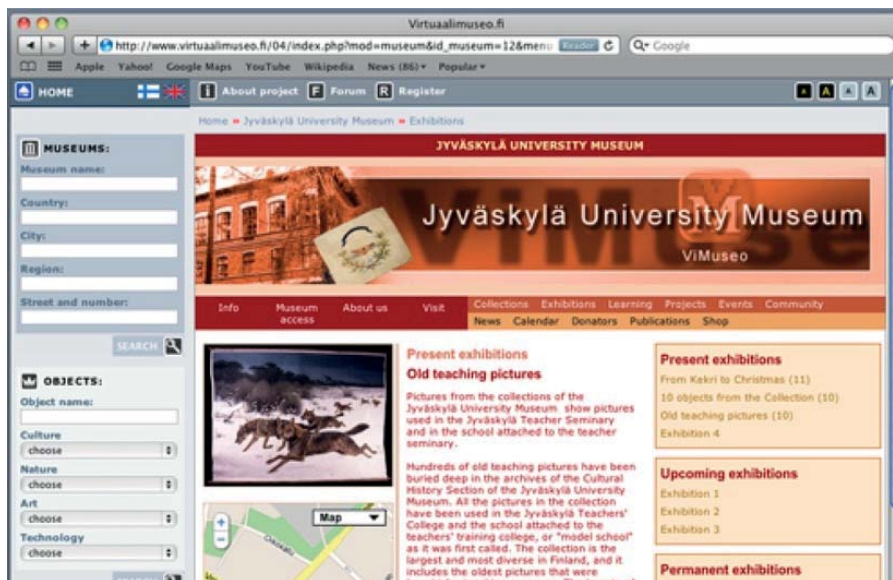 Virtuaalimuseo.fi
http://www.virtuaalimuseo.fi/04/index.php?mod=museum&id_museum=12&menu
Reader
Google
Apple Yahoo! Google Maps YouTube Wikipedia News (86) Popular
HOME
i About project F Forum R Register
A A A A
Home » Jyväskylä University Museum » Exhibitions
MUSEUMS:
Museum name:
Country:
City:
Region:
Street and number:
SEARCH
OBJECTS:
Object name:
Culture
choose
Nature
choose
Art
choose
Technology
choose
SEARCH
JYVÄSKYLÄ UNIVERSITY MUSEUM
Jyväskylä University Museum
ViMuseo
Info Museum access About us Visit
Collections Exhibitions Learning Projects Events Community
News Calendar Donators Publications Shop
Map
Present exhibitions
Old teaching pictures
Pictures from the collections of the
Jyväskylä University Museum show pictures
used in the Jyväskylä Teacher Seminary
and in the school attached to the teacher
seminary.
Hundreds of old teaching pictures have been
buried deep in the archives of the Cultural
History Section of the Jyväskylä University
Museum. All the pictures in the collection
have been used in the Jyväskylä Teachers'
College and the school attached to the
teachers' training college, or "model school"
as it was first called. The collection is the
largest and most diverse in Finland, and it
includes the oldest pictures that were
Present exhibitions
From Kekri to Christmas (11)
10 objects from the Collection (10)
Old teaching pictures (10)
Exhibition 4
Upcoming exhibitions
Exhibition 1
Exhibition 2
Exhibition 3
Permanent exhibitions